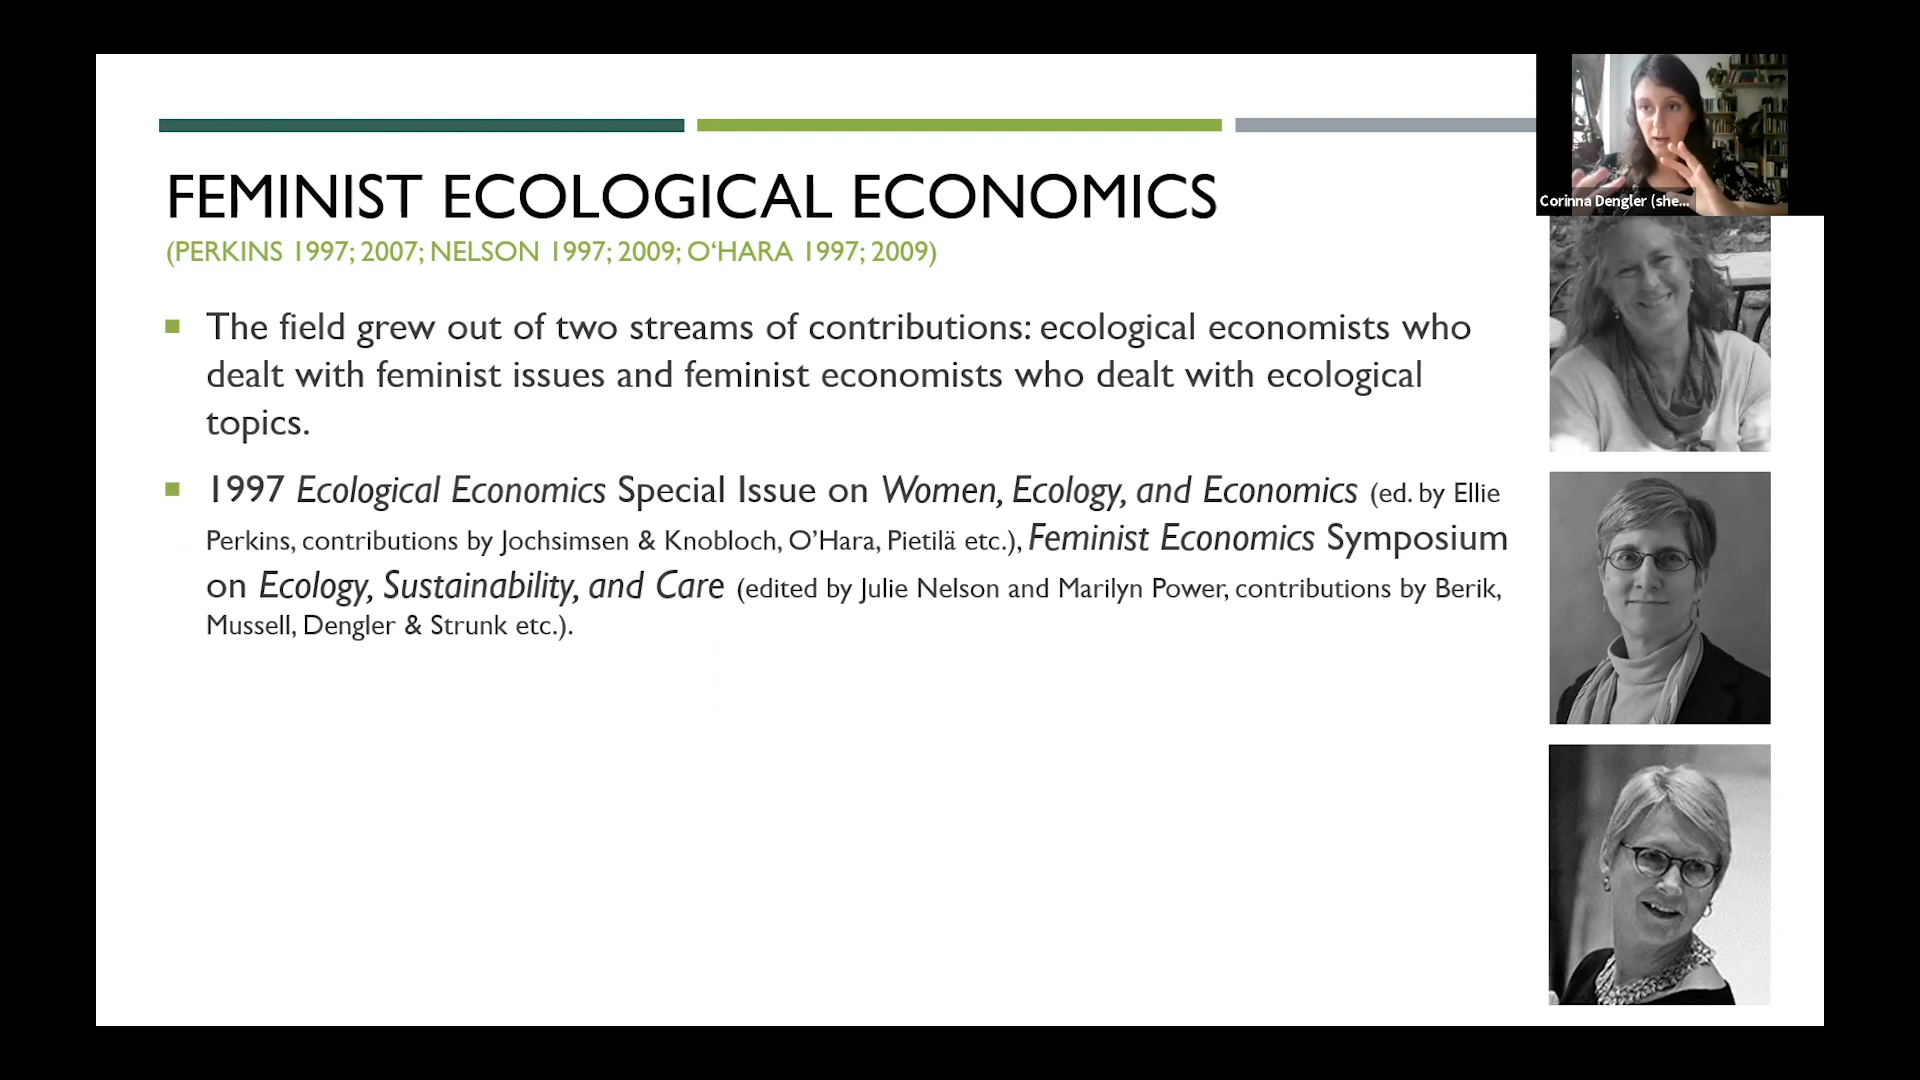 FEMINIST ECOLOGICAL ECONOMICS
(PERKINS 1997; 2007; NELSON 1997; 2009; O‘HARA 1997; 2009)
The field grew out of two streams of contributions: ecological economists who
dealt with feminist issues and feminist economists who dealt with ecological
topics.
1997 Ecological Economics Special Issue on Women, Ecology, and Economics (ed. by Ellie
Perkins, contributions by Jochsimsen & Knobloch, O’Hara, Pietilä etc.), Feminist Economics Symposium
on Ecology, Sustainability, and Care (edited by Julie Nelson and Marilyn Power, contributions by Berik,
Mussell, Dengler & Strunk etc.).
Corinna Dengler (she...